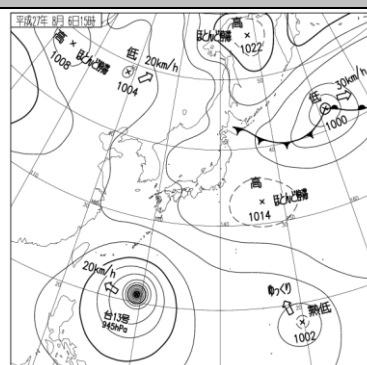 平成27年 8月 6日15時
高
ほとんど停滞
1008
低
20km/h
1004
高
ほとんど停滞
1022
低
30km/h
1000
高
ほとんど停滞
1014
20km/h
台13号
945hPa
ゆっくり
熱低
1002